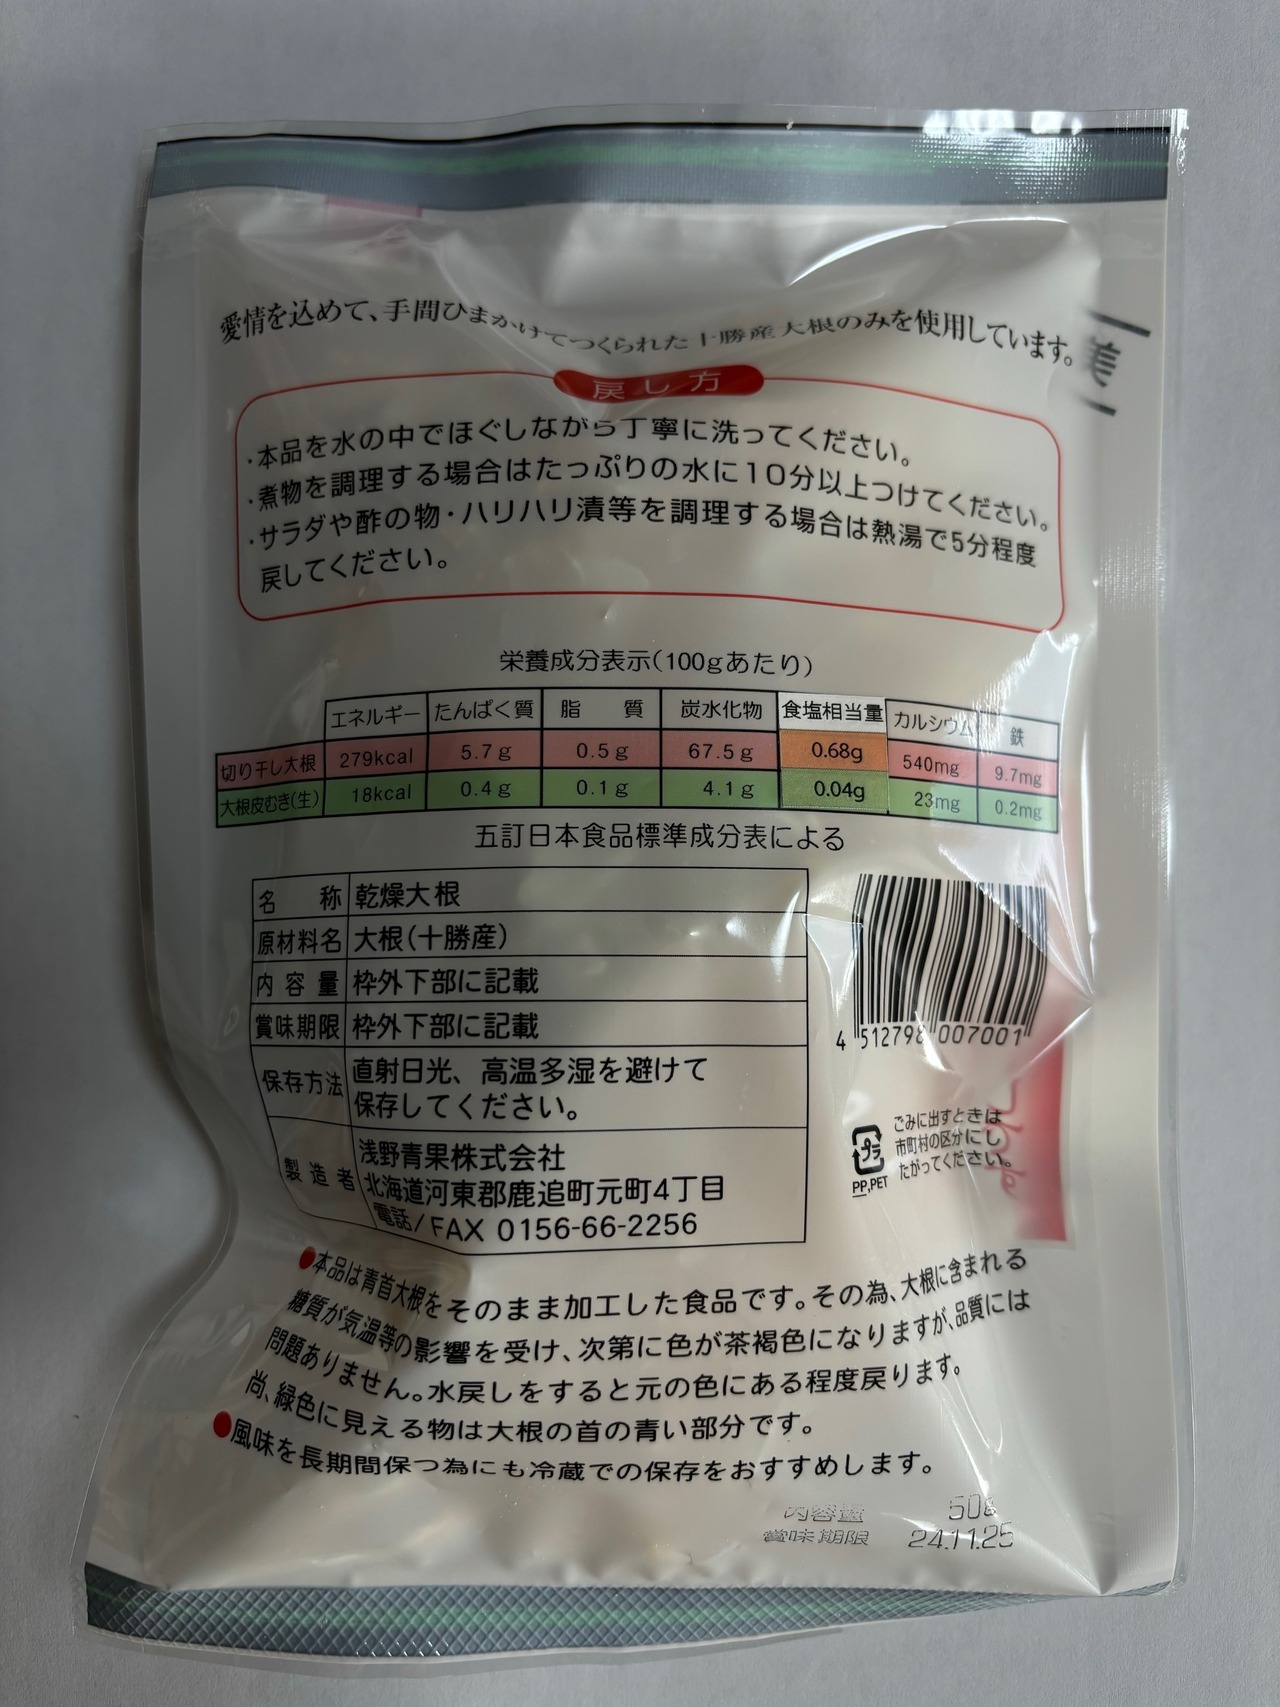 愛情を込めて、手間ひまかけてつくられた十勝産大根のみを使用しています。
美
戻し方
・本品を水の中でほぐしながら丁寧に洗ってください。
・煮物を調理する場合はたっぷりの水に10分以上つけてください。
・サラダや酢の物・ハリハリ漬等を調理する場合は熱湯で5分程度
戻してください。
栄養成分表示(100gあたり)
エネルギー たんぱく質 脂質 炭水化物 食塩相当量 カルシウム 鉄
切り干し大根 279kcal 5.7g 0.5g 67.5g 0.68g 540mg 9.7mg
大根皮むき(生) 18kcal 0.4g 0.1g 4.1g 0.04g 23mg 0.2mg
五訂日本食品標準成分表による
名称 乾燥大根
原材料名 大根(十勝産)
内容量 枠外下部に記載
賞味期限 枠外下部に記載
保存方法 直射日光、高温多湿を避けて
保存してください。
製造者 浅野青果株式会社
北海道河東郡鹿追町元町4丁目
電話/FAX 0156-66-2256
4 512798 007001
プラ
PP,PET
ごみに出すときは
市町村の区分にし
たがってください。
●本品は青首大根をそのまま加工した食品です。その為、大根に含まれる
糖質が気温等の影響を受け、次第に色が茶褐色になりますが、品質には
問題ありません。水戻しをすると元の色にある程度戻ります。
尚、緑色に見える物は大根の首の青い部分です。
●風味を長期間保つ為にも冷蔵での保存をおすすめします。
内容量 50g
賞味期限 24.11.25